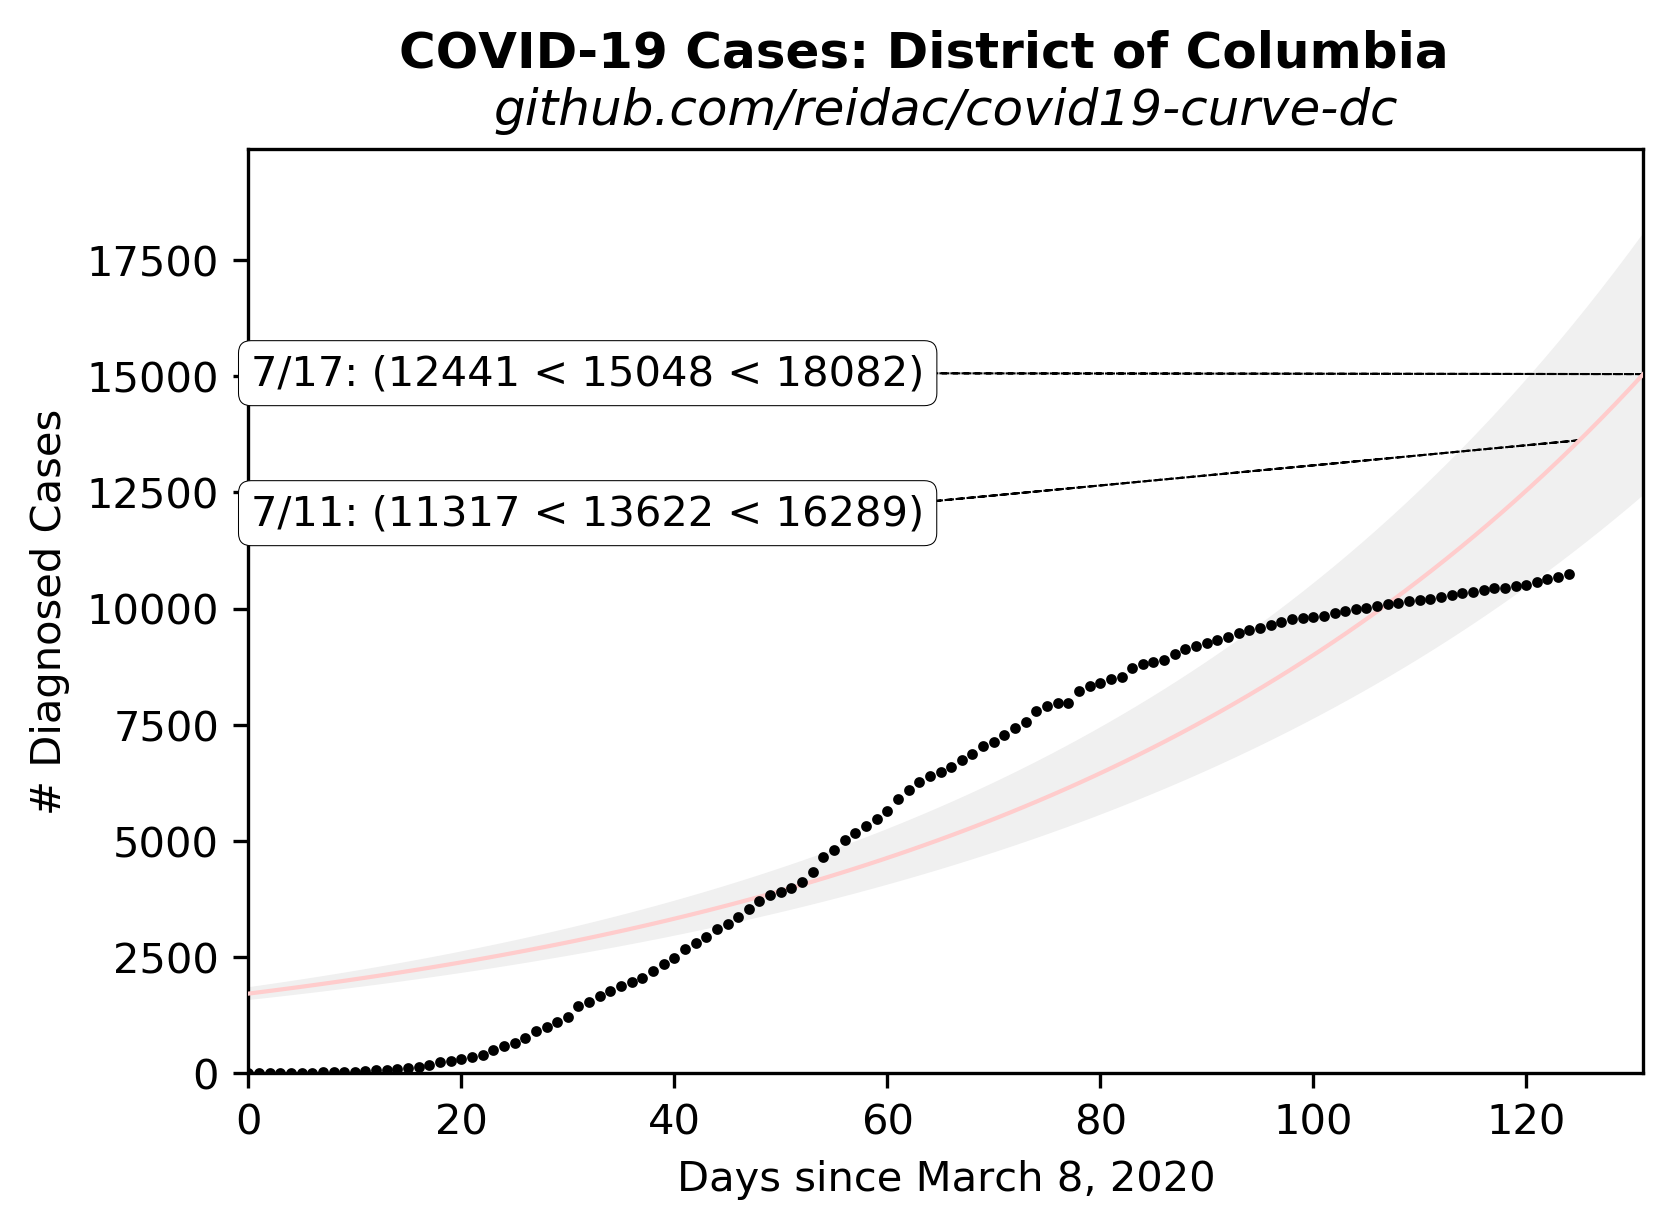 COVID-19 Cases: District of Columbia
github.com/reidac/covid19-curve-dc
17500
15000
12500
10000
7500
5000
2500
0
# Diagnosed Cases
7/17: (12441 < 15048 < 18082)
7/11: (11317 < 13622 < 16289)
0 20 40 60 80 100 120
Days since March 8, 2020